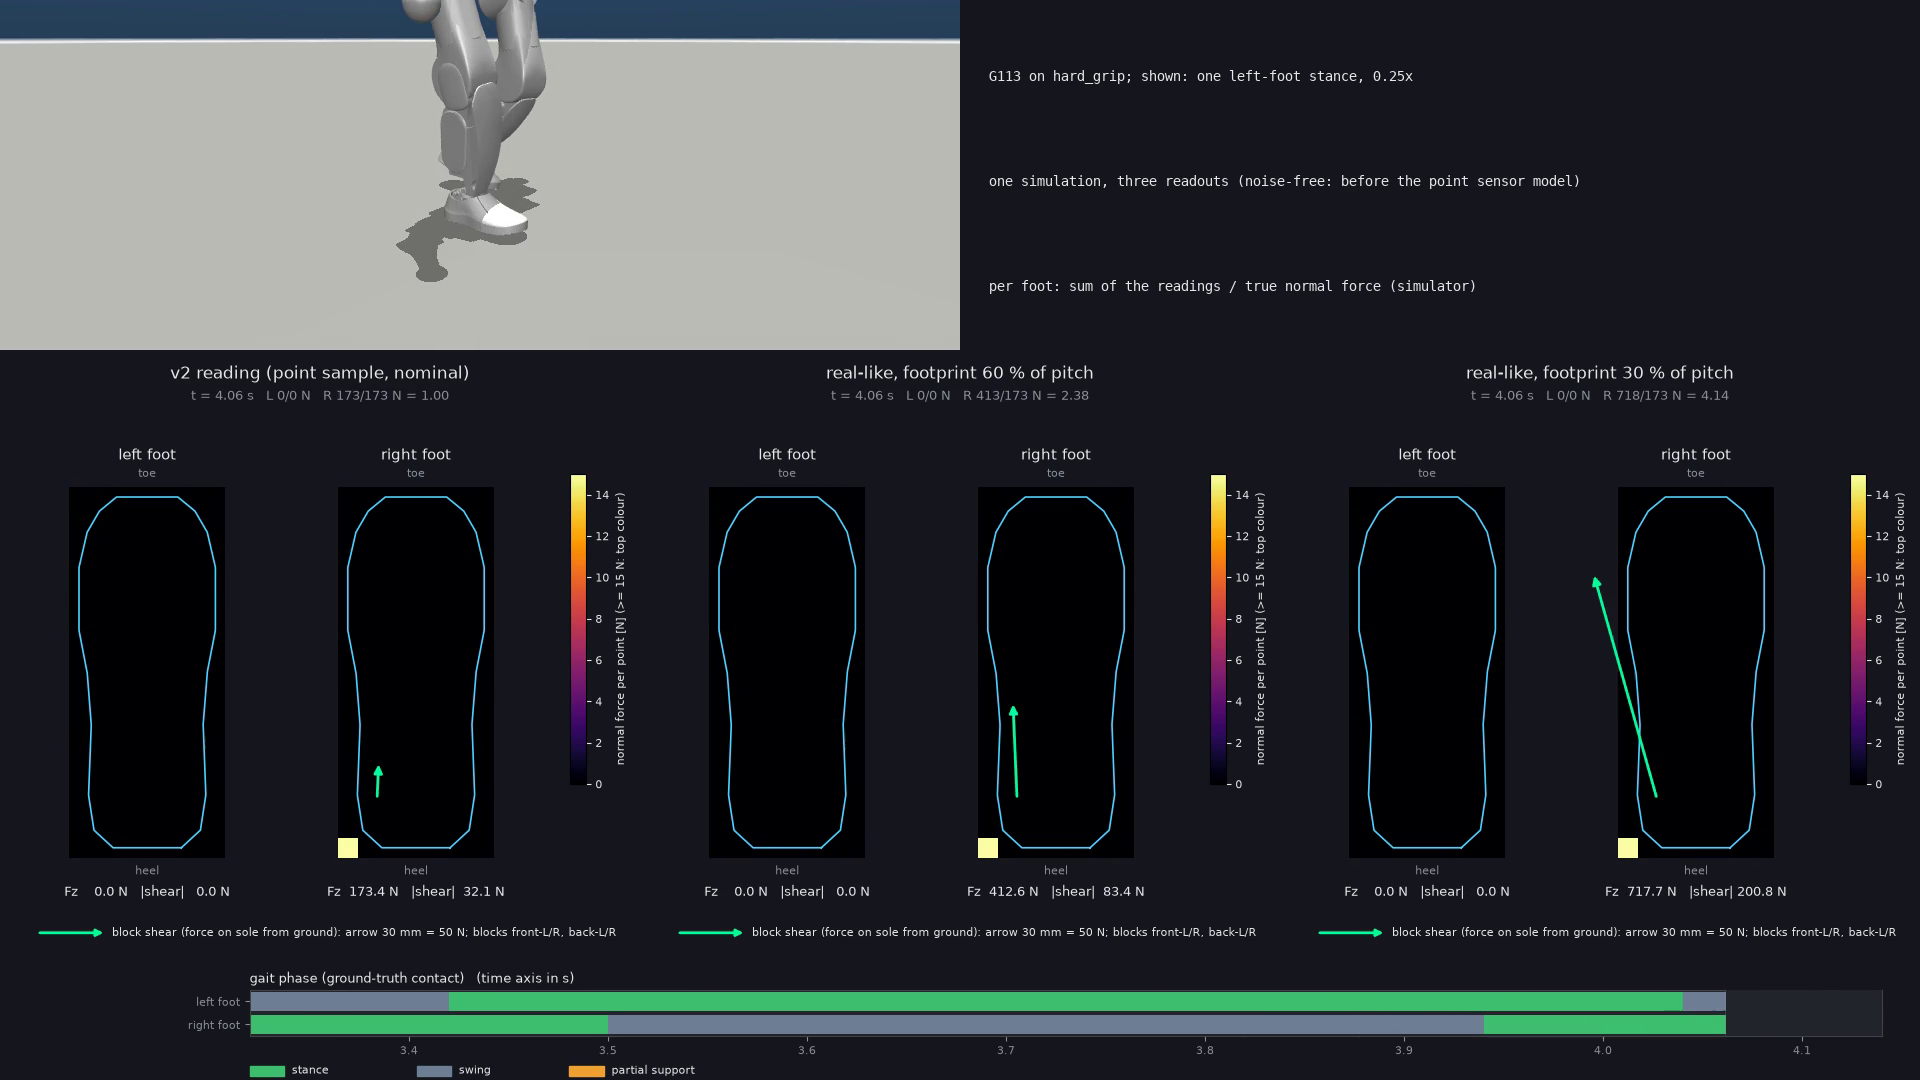 G113 on hard_grip; shown: one left-foot stance, 0.25x
one simulation, three readouts (noise-free: before the point sensor model)
per foot: sum of the readings / true normal force (simulator)
v2 reading (point sample, nominal)
t = 4.06 s   L 0/0 N   R 173/173 N = 1.00
left foot
toe
right foot
toe
14
12
10
8
6
4
2
0
normal force per point [N] (>= 15 N: top colour)
heel
heel
Fz   0.0 N   |shear|   0.0 N
Fz  173.4 N   |shear|  32.1 N
block shear (force on sole from ground): arrow 30 mm = 50 N; blocks front-L/R, back-L/R
real-like, footprint 60 % of pitch
t = 4.06 s   L 0/0 N   R 413/173 N = 2.38
left foot
toe
right foot
toe
14
12
10
8
6
4
2
0
normal force per point [N] (>= 15 N: top colour)
heel
heel
Fz   0.0 N   |shear|   0.0 N
Fz  412.6 N   |shear|  83.4 N
block shear (force on sole from ground): arrow 30 mm = 50 N; blocks front-L/R, back-L/R
real-like, footprint 30 % of pitch
t = 4.06 s   L 0/0 N   R 718/173 N = 4.14
left foot
toe
right foot
toe
14
12
10
8
6
4
2
0
normal force per point [N] (>= 15 N: top colour)
heel
heel
Fz   0.0 N   |shear|   0.0 N
Fz  717.7 N   |shear| 200.8 N
block shear (force on sole from ground): arrow 30 mm = 50 N; blocks front-L/R, back-L/R
gait phase (ground-truth contact)   (time axis in s)
left foot
right foot
3.4 3.5 3.6 3.7 3.8 3.9 4.0 4.1
stance swing partial support